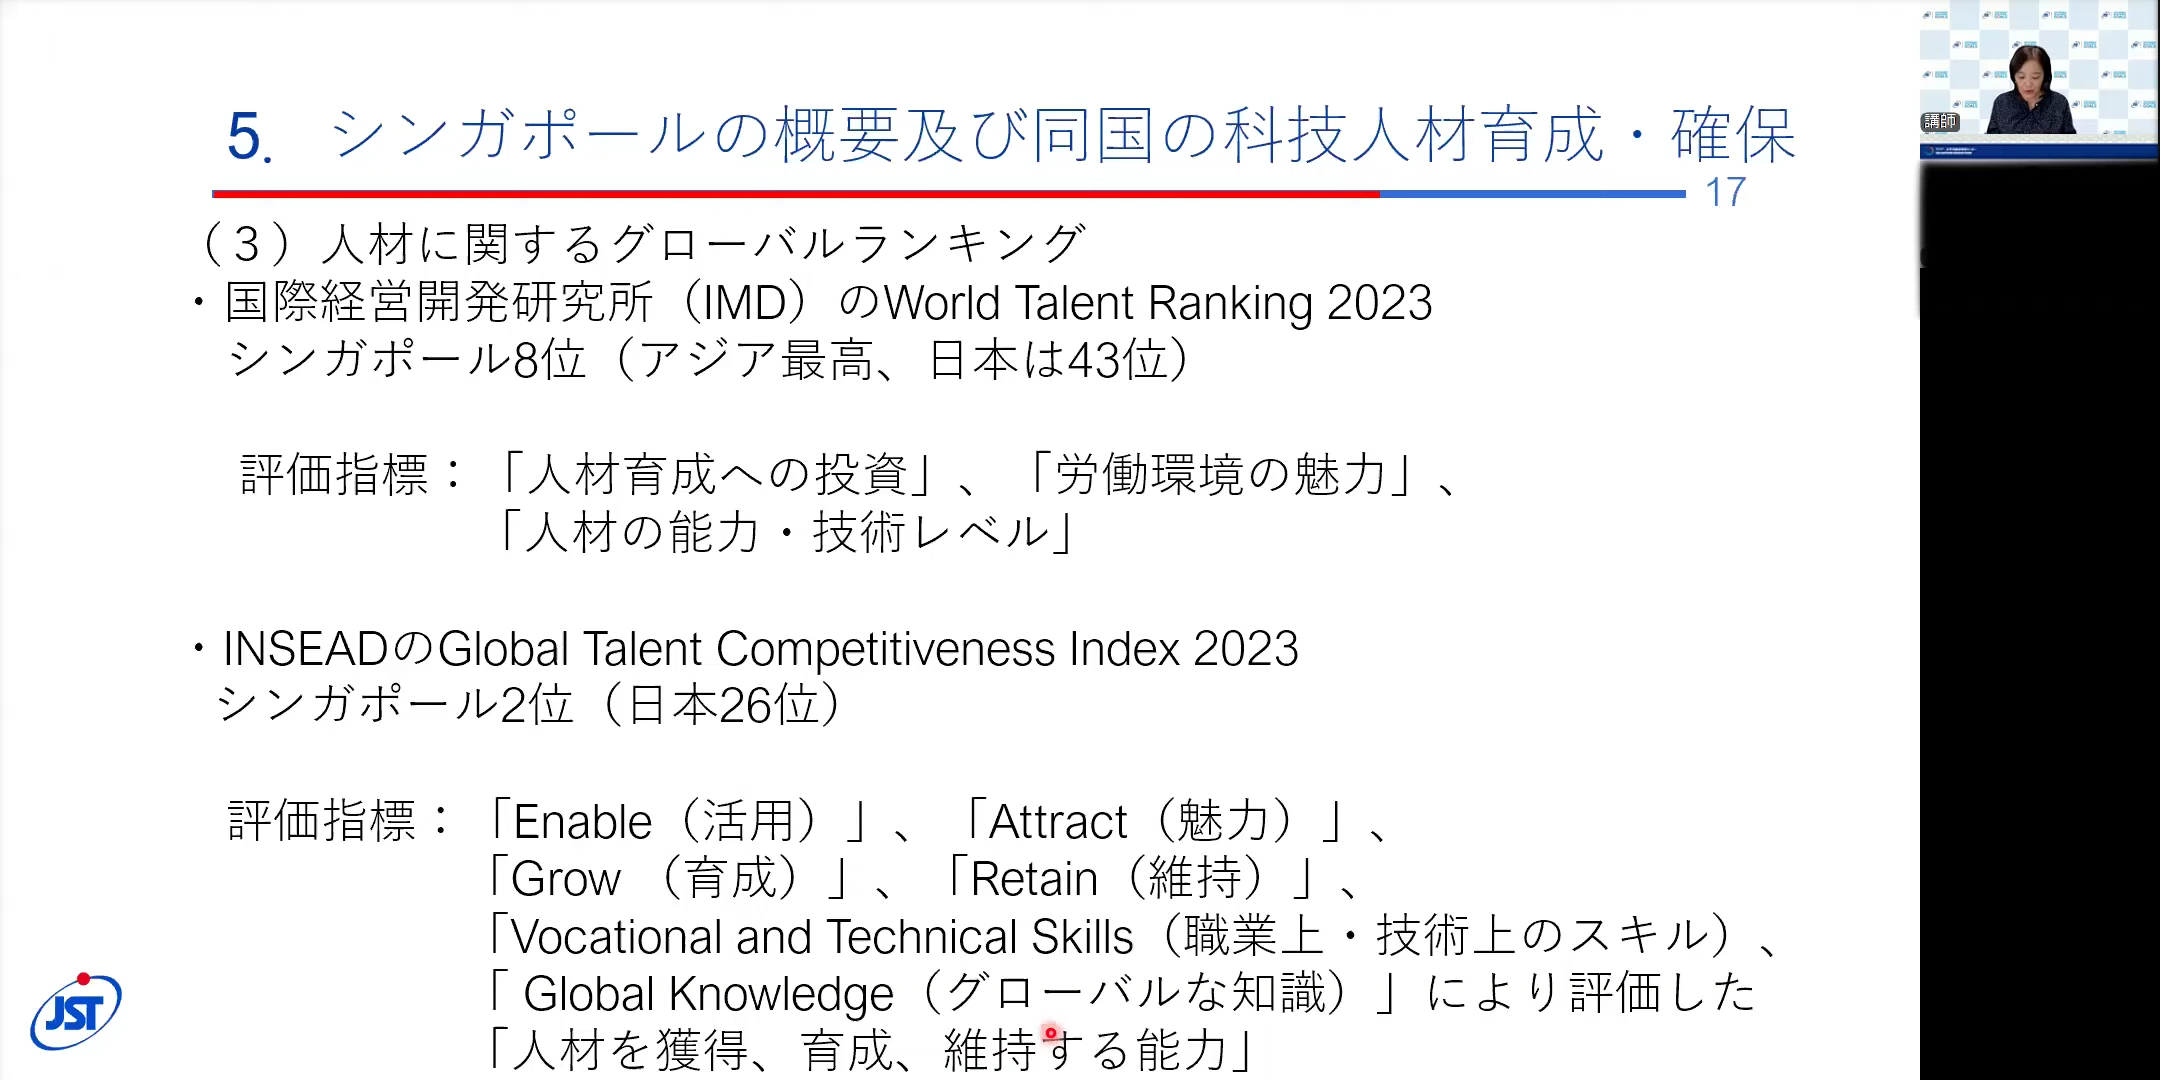 5. シンガポールの概要及び同国の科技人材育成・確保
17
（３）人材に関するグローバルランキング
・国際経営開発研究所（IMD）のWorld Talent Ranking 2023
シンガポール8位（アジア最高、日本は43位）
評価指標：「人材育成への投資」、「労働環境の魅力」、
「人材の能力・技術レベル」
・INSEADのGlobal Talent Competitiveness Index 2023
シンガポール2位（日本26位）
評価指標：「Enable（活用）」、「Attract（魅力）」、
「Grow （育成）」、「Retain（維持）」、
「Vocational and Technical Skills（職業上・技術上のスキル）、
「 Global Knowledge（グローバルな知識）」により評価した
「人材を獲得、育成、維持する能力」
JST
講師